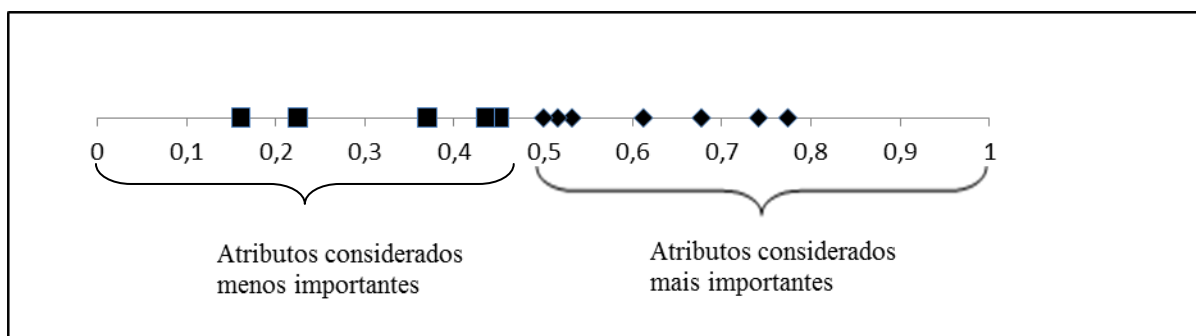 0 0,1 0,2 0,3 0,4 0,5 0,6 0,7 0,8 0,9 1
Atributos considerados
menos importantes
Atributos considerados
mais importantes